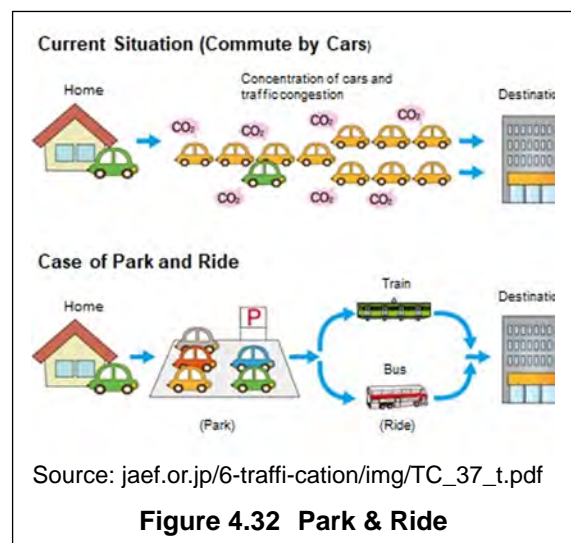 Current Situation (Commute by Cars)
Home
Concentration of cars and
traffic congestion
Destinatio
CO₂
CO₂
CO₂
CO₂
CO₂
CO₂
CO₂
Case of Park and Ride
Home
P
Train
Destinatio
Bus
(Park)
(Ride)
Source: jaef.or.jp/6-traffi-cation/img/TC_37_t.pdf
Figure 4.32 Park & Ride